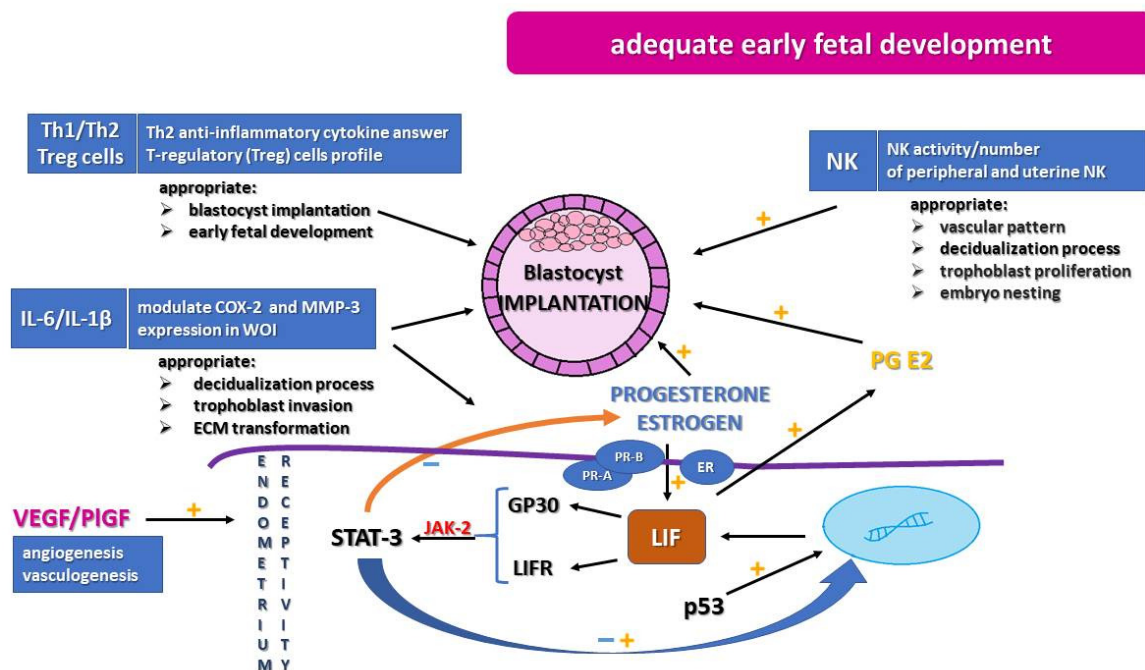 adequate early fetal development
Th1/Th2
Treg cells
Th2 anti-inflammatory cytokine answer
T-regulatory (Treg) cells profile
appropriate:
➢ blastocyst implantation
➢ early fetal development
NK
NK activity/number
of peripheral and uterine NK
appropriate:
➢ vascular pattern
➢ decidualization process
➢ trophoblast proliferation
➢ embryo nesting
+
Blastocyst
IMPLANTATION
IL-6/IL-1β
modulate COX-2 and MMP-3
expression in WOI
appropriate:
➢ decidualization process
➢ trophoblast invasion
➢ ECM transformation
+
PG E2
+
PROGESTERONE
ESTROGEN
+
–
PR-B
PR-A
ER
+
ENDOMETRIUM
RECEPTIVITY
VEGF/PlGF
+
angiogenesis
vasculogenesis
STAT-3
JAK-2
GP30
LIFR
LIF
p53
+
– +